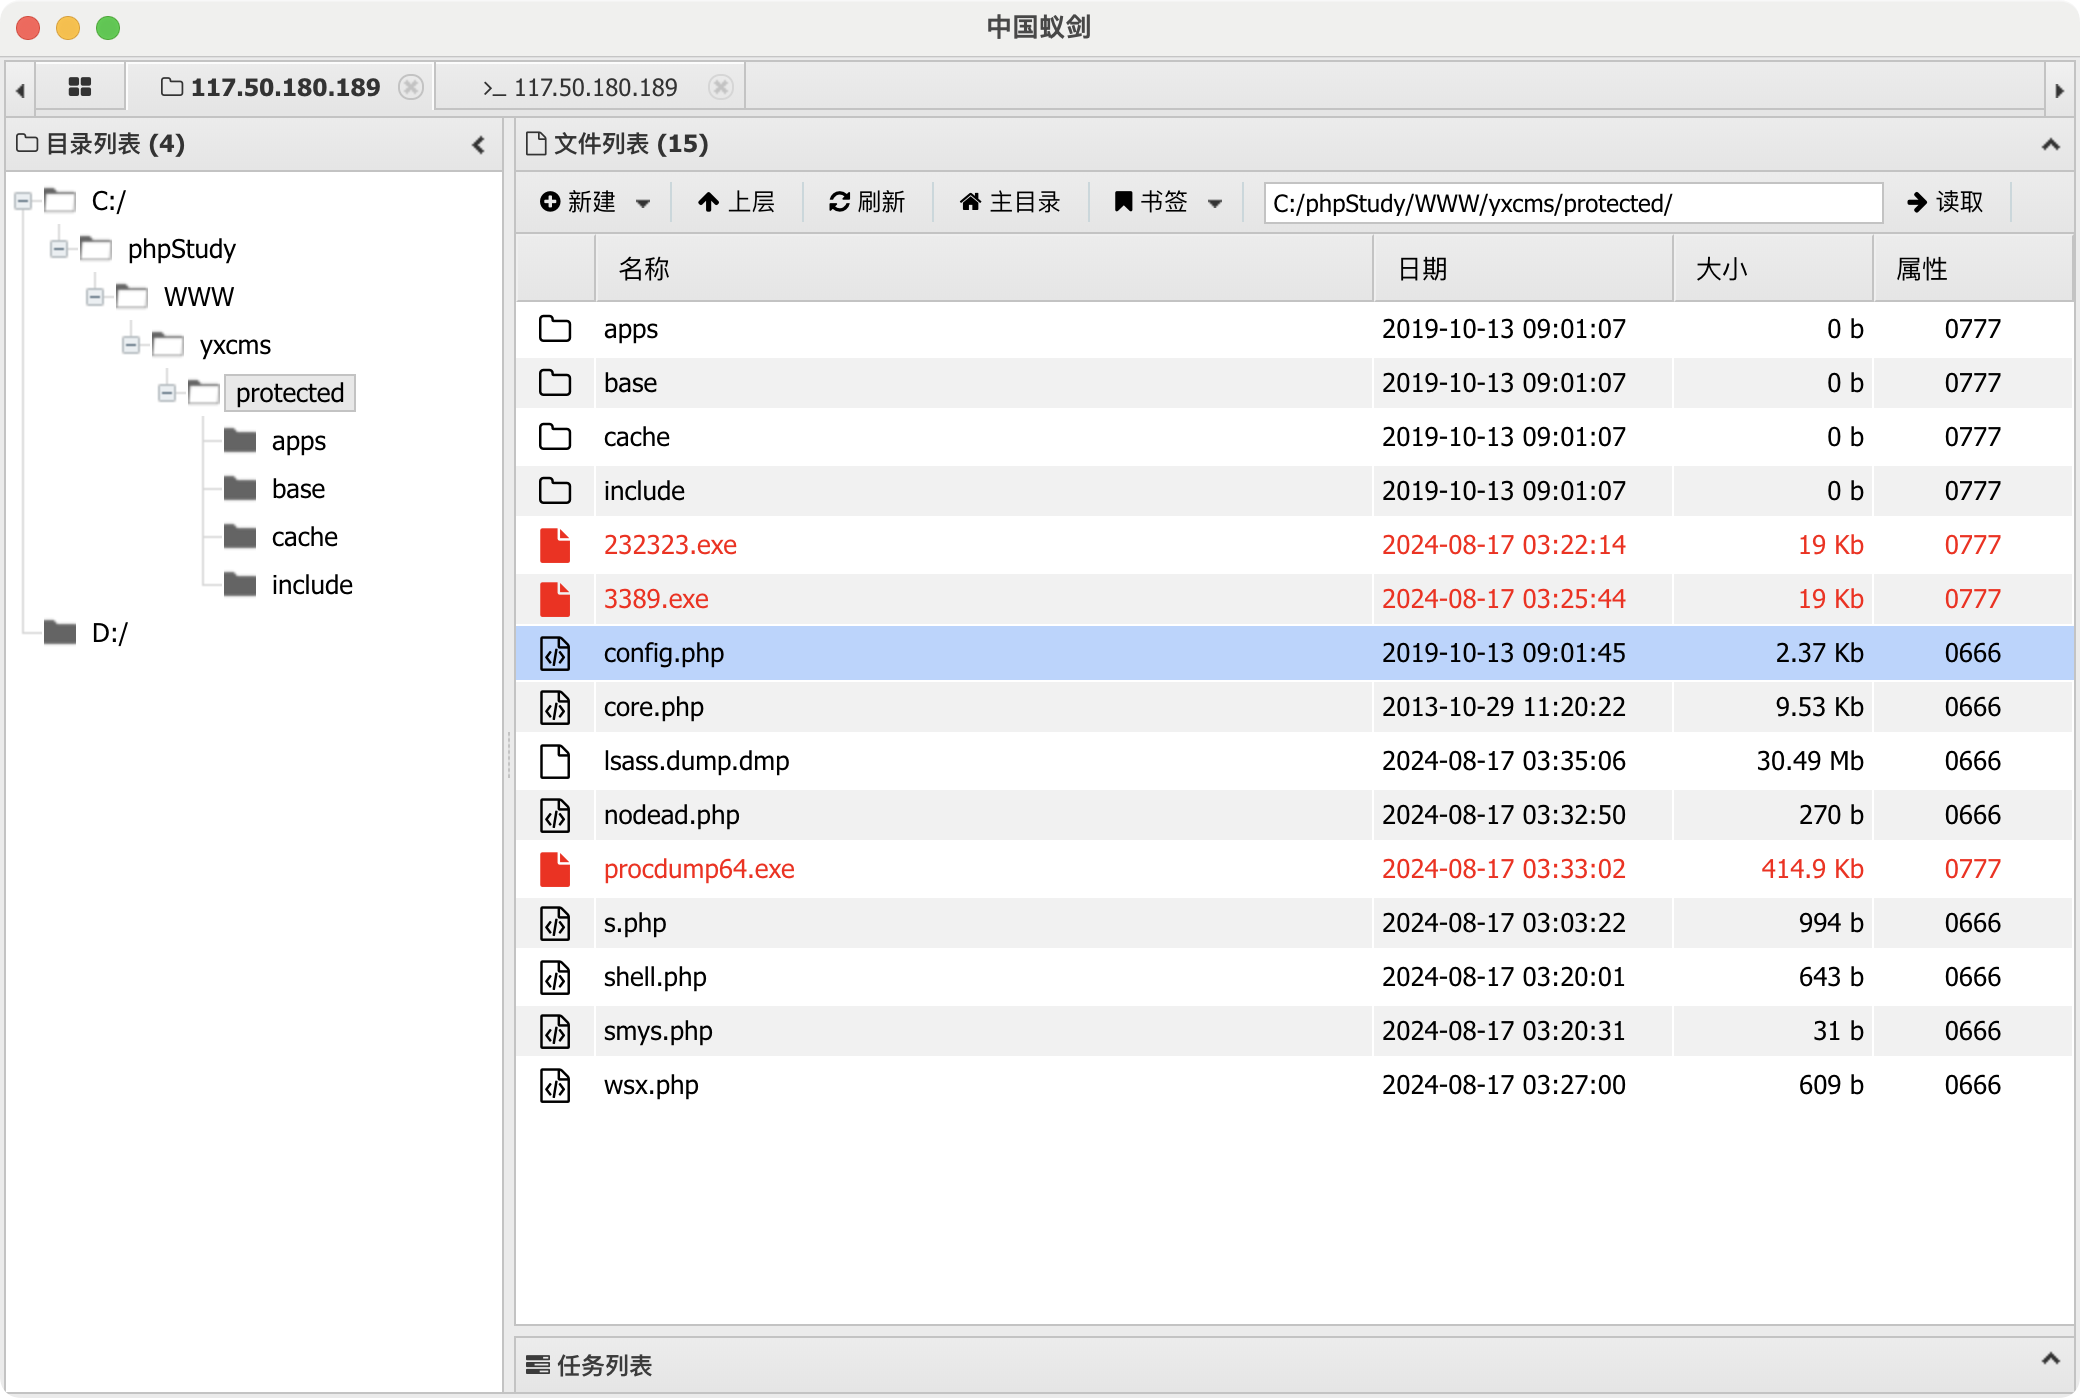 中国蚁剑
117.50.180.189
>_ 117.50.180.189
目录列表 (4)
C:/
phpStudy
WWW
yxcms
protected
apps
base
cache
include
D:/
文件列表 (15)
新建 上层 刷新 主目录 书签 C:/phpStudy/WWW/yxcms/protected/ 读取
名称 日期 大小 属性
apps 2019-10-13 09:01:07 0 b 0777
base 2019-10-13 09:01:07 0 b 0777
cache 2019-10-13 09:01:07 0 b 0777
include 2019-10-13 09:01:07 0 b 0777
232323.exe 2024-08-17 03:22:14 19 Kb 0777
3389.exe 2024-08-17 03:25:44 19 Kb 0777
config.php 2019-10-13 09:01:45 2.37 Kb 0666
core.php 2013-10-29 11:20:22 9.53 Kb 0666
lsass.dump.dmp 2024-08-17 03:35:06 30.49 Mb 0666
nodead.php 2024-08-17 03:32:50 270 b 0666
procdump64.exe 2024-08-17 03:33:02 414.9 Kb 0777
s.php 2024-08-17 03:03:22 994 b 0666
shell.php 2024-08-17 03:20:01 643 b 0666
smys.php 2024-08-17 03:20:31 31 b 0666
wsx.php 2024-08-17 03:27:00 609 b 0666
任务列表